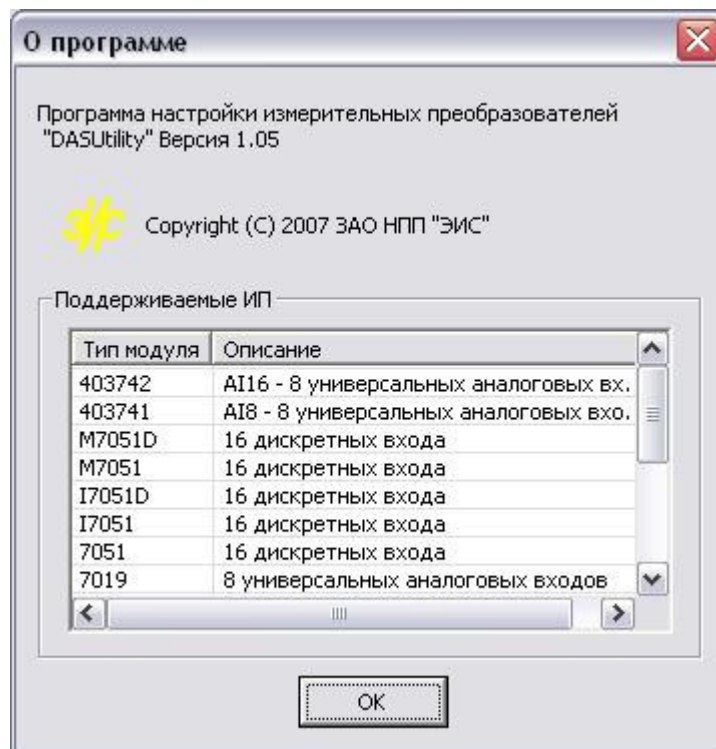 О программе
Программа настройки измерительных преобразователей
"DASUtility" Версия 1.05
ЭИС Copyright (C) 2007 ЗАО НПП "ЭИС"
Поддерживаемые ИП
Тип модуля Описание
403742 AI16 - 8 универсальных аналоговых вх.
403741 AI8 - 8 универсальных аналоговых вхо.
M7051D 16 дискретных входа
M7051 16 дискретных входа
I7051D 16 дискретных входа
I7051 16 дискретных входа
7051 16 дискретных входа
7019 8 универсальных аналоговых входов
OK